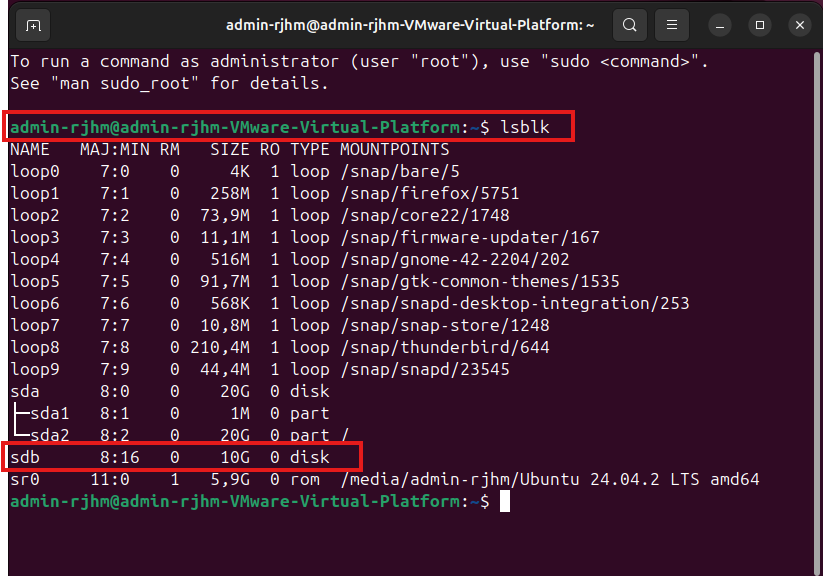 admin-rjhm@admin-rjhm-VMware-Virtual-Platform: ~
To run a command as administrator (user "root"), use "sudo <command>".
See "man sudo_root" for details.
admin-rjhm@admin-rjhm-VMware-Virtual-Platform:~$ lsblk
NAME   MAJ:MIN RM   SIZE RO TYPE MOUNTPOINTS
loop0    7:0    0     4K  1 loop /snap/bare/5
loop1    7:1    0   258M  1 loop /snap/firefox/5751
loop2    7:2    0  73,9M  1 loop /snap/core22/1748
loop3    7:3    0  11,1M  1 loop /snap/firmware-updater/167
loop4    7:4    0   516M  1 loop /snap/gnome-42-2204/202
loop5    7:5    0  91,7M  1 loop /snap/gtk-common-themes/1535
loop6    7:6    0   568K  1 loop /snap/snapd-desktop-integration/253
loop7    7:7    0  10,8M  1 loop /snap/snap-store/1248
loop8    7:8    0 210,4M  1 loop /snap/thunderbird/644
loop9    7:9    0  44,4M  1 loop /snap/snapd/23545
sda      8:0    0    20G  0 disk
├─sda1   8:1    0     1M  0 part
└─sda2   8:2    0    20G  0 part /
sdb      8:16   0    10G  0 disk
sr0     11:0    1   5,9G  0 rom  /media/admin-rjhm/Ubuntu 24.04.2 LTS amd64
admin-rjhm@admin-rjhm-VMware-Virtual-Platform:~$